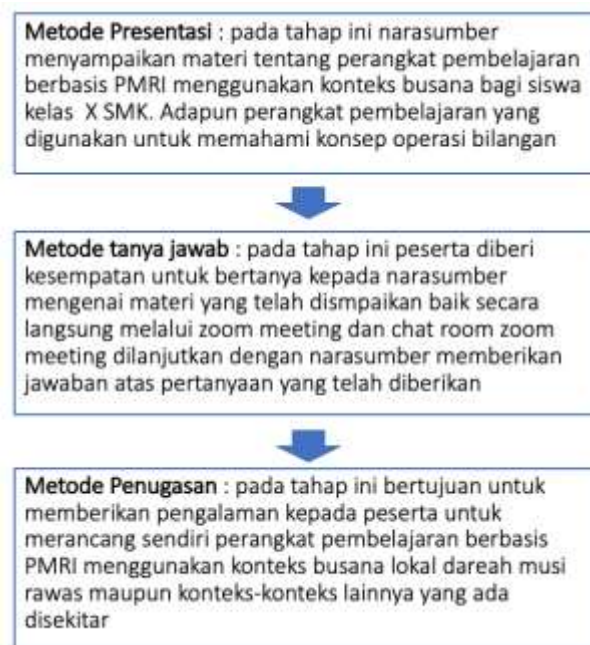 Metode Presentasi : pada tahap ini narasumber
menyampaikan materi tentang perangkat pembelajaran
berbasis PMRI menggunakan konteks busana bagi siswa
kelas X SMK. Adapun perangkat pembelajaran yang
digunakan untuk memahami konsep operasi bilangan
Metode tanya jawab : pada tahap ini peserta diberi
kesempatan untuk bertanya kepada narasumber
mengenai materi yang telah dismpaikan baik secara
langsung melalui zoom meeting dan chat room zoom
meeting dilanjutkan dengan narasumber memberikan
jawaban atas pertanyaan yang telah diberikan
Metode Penugasan : pada tahap ini bertujuan untuk
memberikan pengalaman kepada peserta untuk
merancang sendiri perangkat pembelajaran berbasis
PMRI menggunakan konteks busana lokal dareah musi
rawas maupun konteks-konteks lainnya yang ada
disekitar